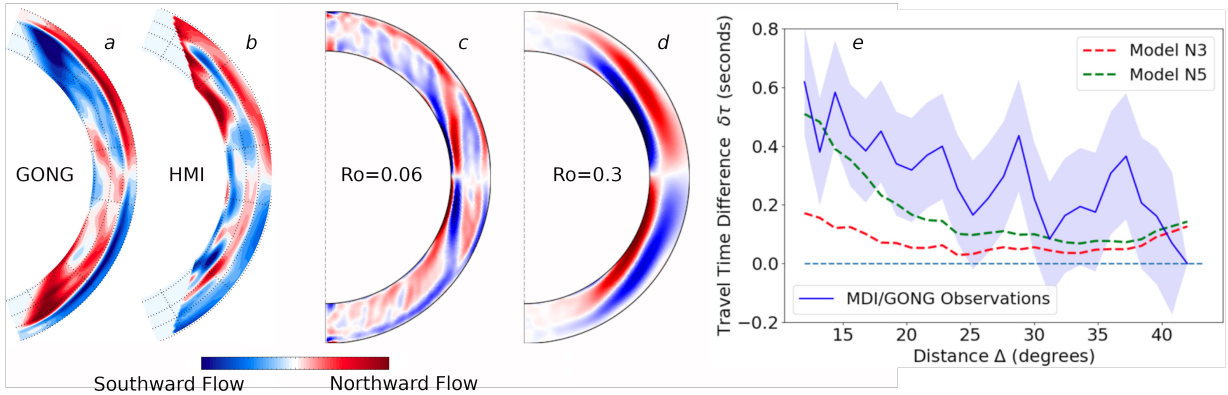 a
b
c
d
e
GONG
HMI
Ro=0.06
Ro=0.3
Southward Flow
Northward Flow
Travel Time Difference δτ (seconds)
0.8
0.6
0.4
0.2
0.0
−0.2
Model N3
Model N5
MDI/GONG Observations
15 20 25 30 35 40
Distance Δ (degrees)